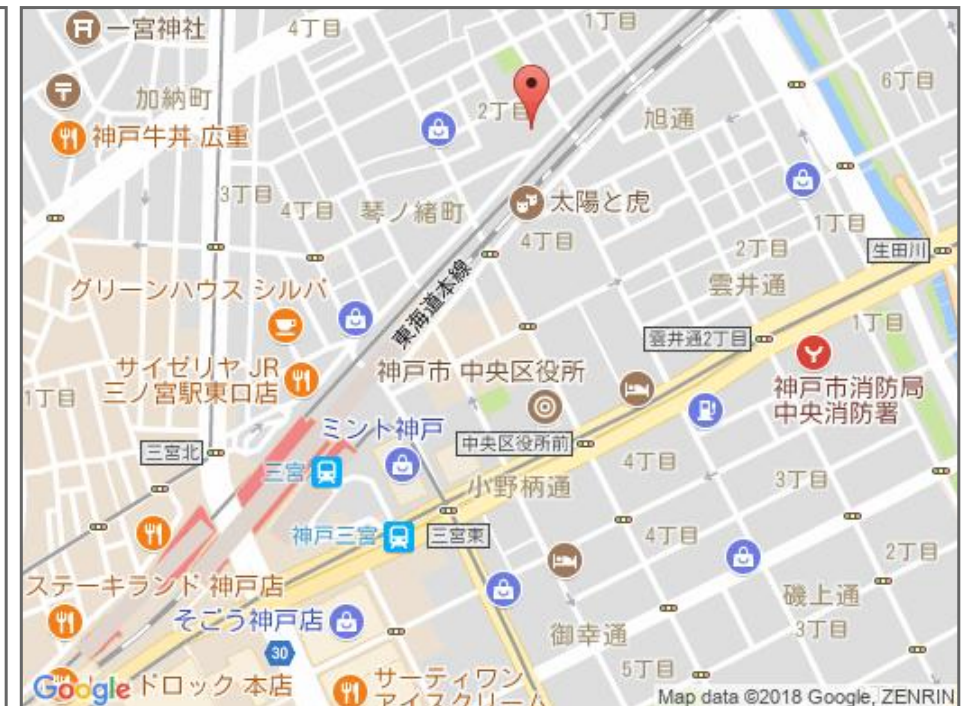 一宮神社
4丁目
1丁目
6丁目
加納町
2丁目
旭通
神戸牛丼 広重
3丁目
4丁目
琴ノ緒町
太陽と虎
4丁目
1丁目
2丁目
生田川
グリーンハウス シルバ
東海道本線
雲井通
雲井通2丁目
1丁目
サイゼリヤ JR
三ノ宮駅東口店
神戸市 中央区役所
神戸市消防局
中央消防署
1丁目
ミント神戸
三宮北
中央区役所前
三宮
4丁目
3丁目
小野柄通
神戸三宮
三宮東
4丁目
2丁目
ステーキランド 神戸店
磯上通
そごう神戸店
御幸通
3丁目
30
5丁目
Google
ドロック 本店
サーティワン
アイスクリーム
Map data ©2018 Google, ZENRIN